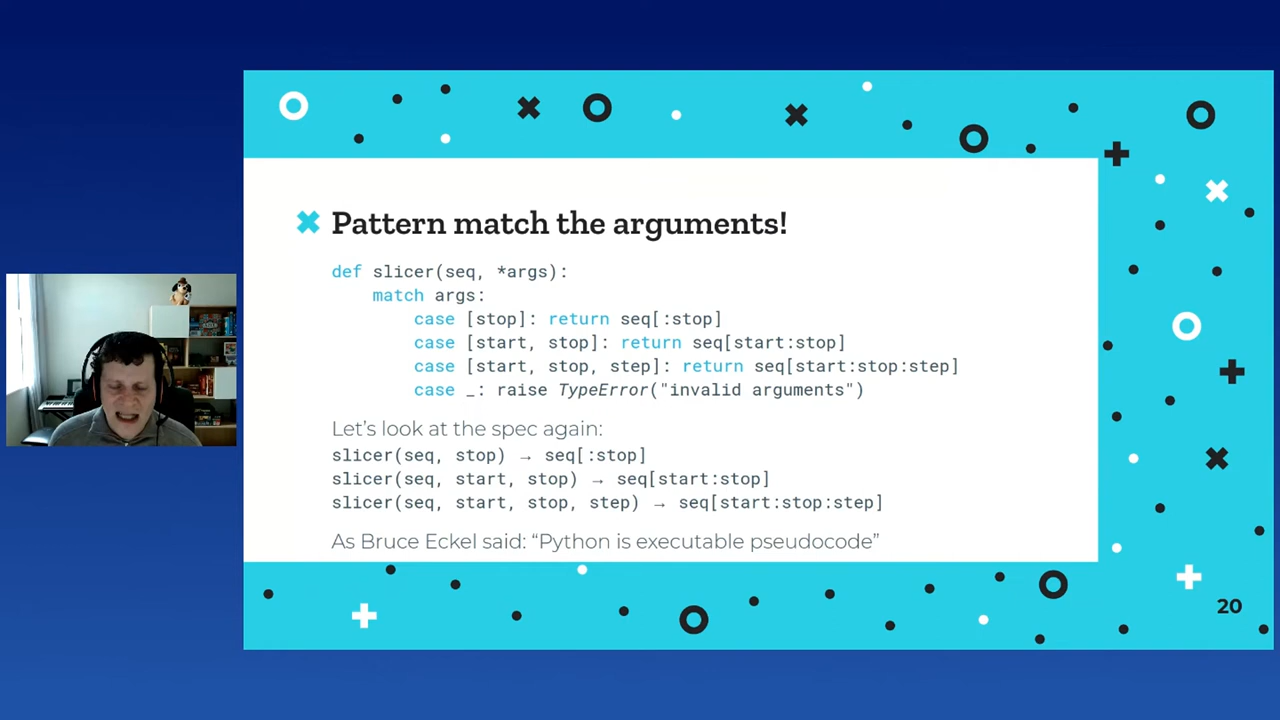 Pattern match the arguments!
def slicer(seq, *args):
match args:
case [stop]: return seq[:stop]
case [start, stop]: return seq[start:stop]
case [start, stop, step]: return seq[start:stop:step]
case _: raise TypeError("invalid arguments")
Let’s look at the spec again:
slicer(seq, stop) → seq[:stop]
slicer(seq, start, stop) → seq[start:stop]
slicer(seq, start, stop, step) → seq[start:stop:step]
As Bruce Eckel said: “Python is executable pseudocode”
20